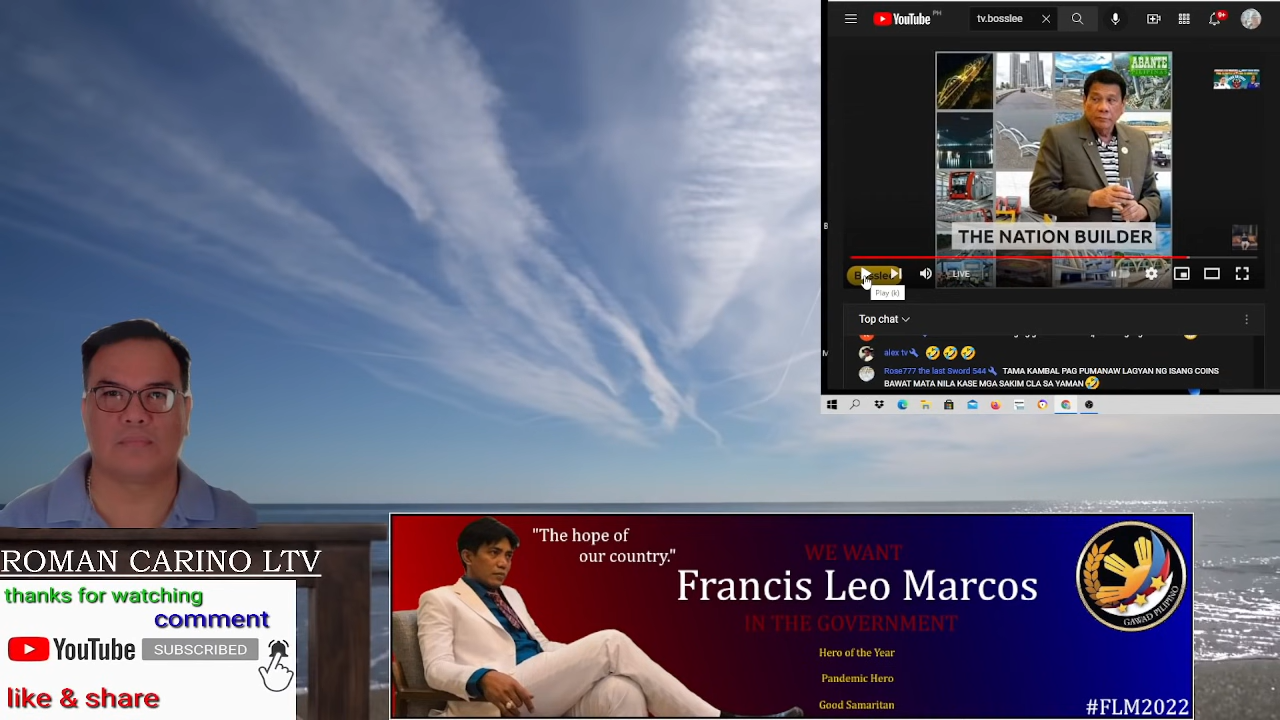 YouTube PH
tv.bosslee
ABANTE
THE NATION BUILDER
LIVE
Play (k)
Top chat
alex tv
Rose777 the last Sword 544 TAMA KAMBAL PAG PUMANAW LAGYAN NG ISANG COINS
BAWAT MATA NILA KASE MGA SAKIM CLA SA YAMAN
ROMAN CARINO LTV
thanks for watching
comment
YouTube SUBSCRIBED
like & share
"The hope of
our country."
WE WANT
Francis Leo Marcos
IN THE GOVERNMENT
Hero of the Year
Pandemic Hero
Good Samaritan
GAWAD PILIPINO
#FLM2022